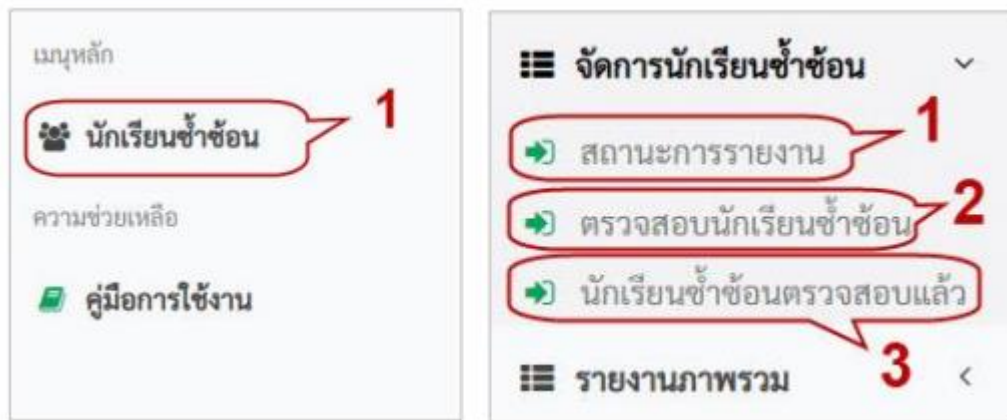 เมนูหลัก
นักเรียนซ้ำซ้อน
1
ความช่วยเหลือ
คู่มือการใช้งาน
จัดการนักเรียนซ้ำซ้อน
1
สถานะการรายงาน
2
ตรวจสอบนักเรียนซ้ำซ้อน
นักเรียนซ้ำซ้อนตรวจสอบแล้ว
3
รายงานภาพรวม